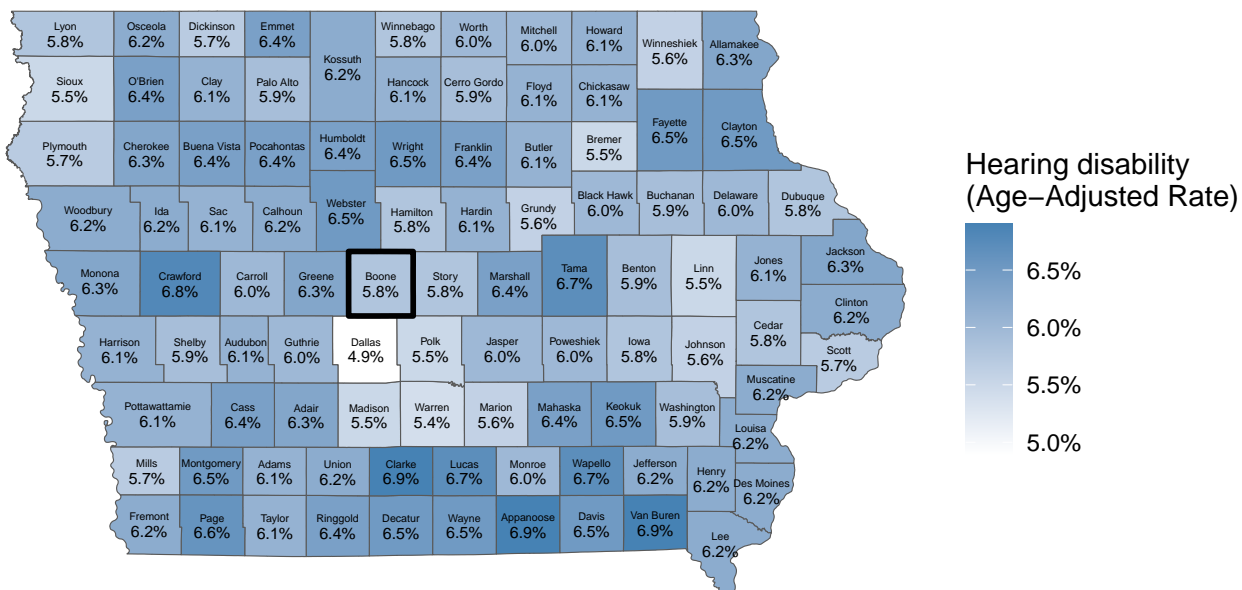 Lyon
5.8%
Osceola
6.2%
Dickinson
5.7%
Emmet
6.4%
Kossuth
6.2%
Winnebago
5.8%
Worth
6.0%
Mitchell
6.0%
Howard
6.1%
Winneshiek
5.6%
Allamakee
6.3%
Sioux
5.5%
O'Brien
6.4%
Clay
6.1%
Palo Alto
5.9%
Hancock
6.1%
Cerro Gordo
5.9%
Floyd
6.1%
Chickasaw
6.1%
Plymouth
5.7%
Cherokee
6.3%
Buena Vista
6.4%
Pocahontas
6.4%
Humboldt
6.4%
Wright
6.5%
Franklin
6.4%
Butler
6.1%
Bremer
5.5%
Fayette
6.5%
Clayton
6.5%
Woodbury
6.2%
Ida
6.2%
Sac
6.1%
Calhoun
6.2%
Webster
6.5%
Hamilton
5.8%
Hardin
6.1%
Grundy
5.6%
Black Hawk
6.0%
Buchanan
5.9%
Delaware
6.0%
Dubuque
5.8%
Monona
6.3%
Crawford
6.8%
Carroll
6.0%
Greene
6.3%
Boone
5.8%
Story
5.8%
Marshall
6.4%
Tama
6.7%
Benton
5.9%
Linn
5.5%
Jones
6.1%
Jackson
6.3%
Clinton
6.2%
Harrison
6.1%
Shelby
5.9%
Audubon
6.1%
Guthrie
6.0%
Dallas
4.9%
Polk
5.5%
Jasper
6.0%
Poweshiek
6.0%
Iowa
5.8%
Johnson
5.6%
Cedar
5.8%
Scott
5.7%
Muscatine
6.2%
Pottawattamie
6.1%
Cass
6.4%
Adair
6.3%
Madison
5.5%
Warren
5.4%
Marion
5.6%
Mahaska
6.4%
Keokuk
6.5%
Washington
5.9%
Louisa
6.2%
Mills
5.7%
Montgomery
6.5%
Adams
6.1%
Union
6.2%
Clarke
6.9%
Lucas
6.7%
Monroe
6.0%
Wapello
6.7%
Jefferson
6.2%
Henry
6.2%
Des Moines
6.2%
Fremont
6.2%
Page
6.6%
Taylor
6.1%
Ringgold
6.4%
Decatur
6.5%
Wayne
6.5%
Appanoose
6.9%
Davis
6.5%
Van Buren
6.9%
Lee
6.2%
Hearing disability
(Age−Adjusted Rate)
6.5%
6.0%
5.5%
5.0%